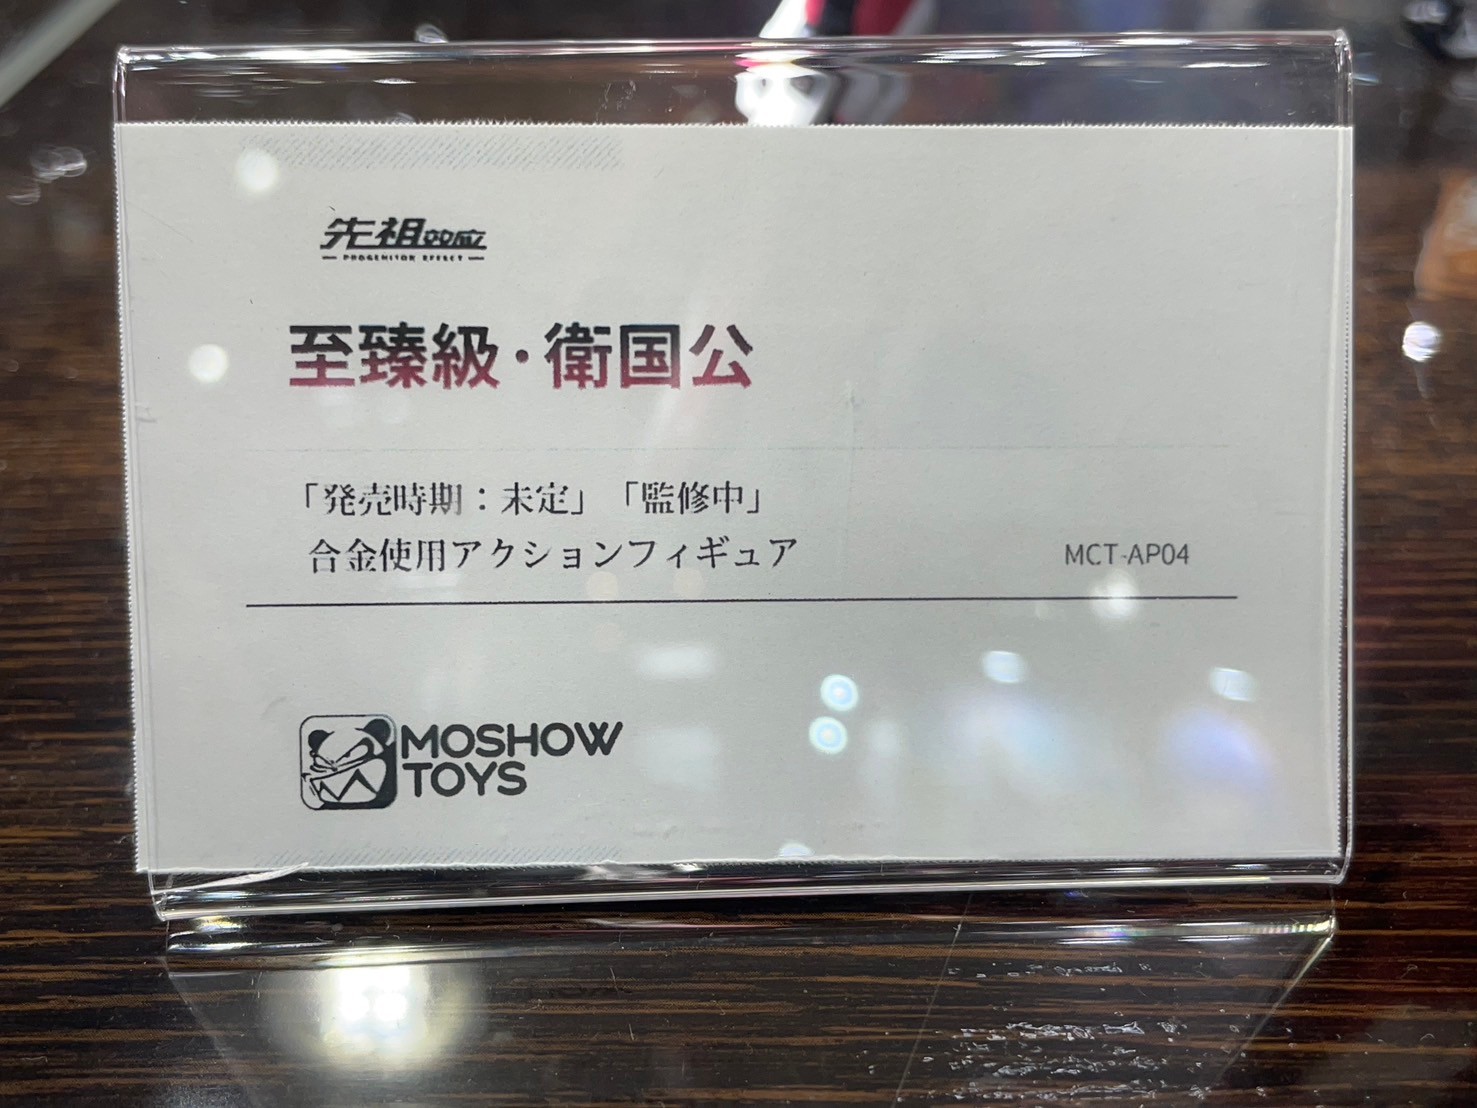 先祖效应
PROGENITOR EFFECT
至臻級・衛国公
「発売時期：未定」「監修中」
合金使用アクションフィギュア
MCT-AP04
MOSHOW
TOYS